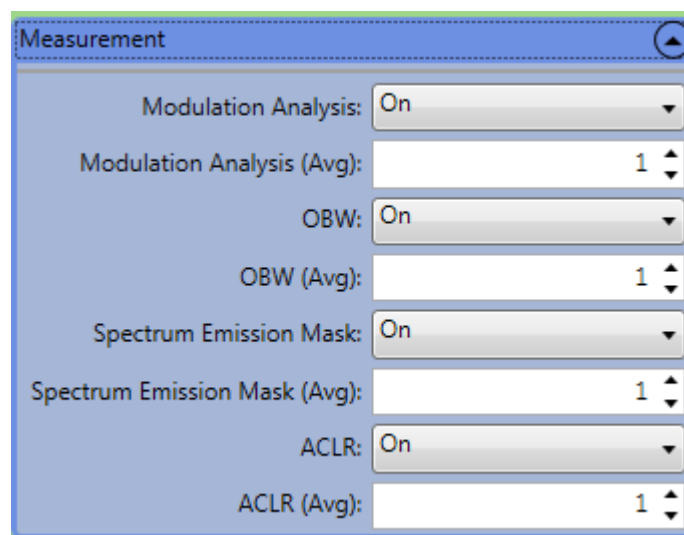 Measurement
Modulation Analysis: On
Modulation Analysis (Avg): 1
OBW: On
OBW (Avg): 1
Spectrum Emission Mask: On
Spectrum Emission Mask (Avg): 1
ACLR: On
ACLR (Avg): 1